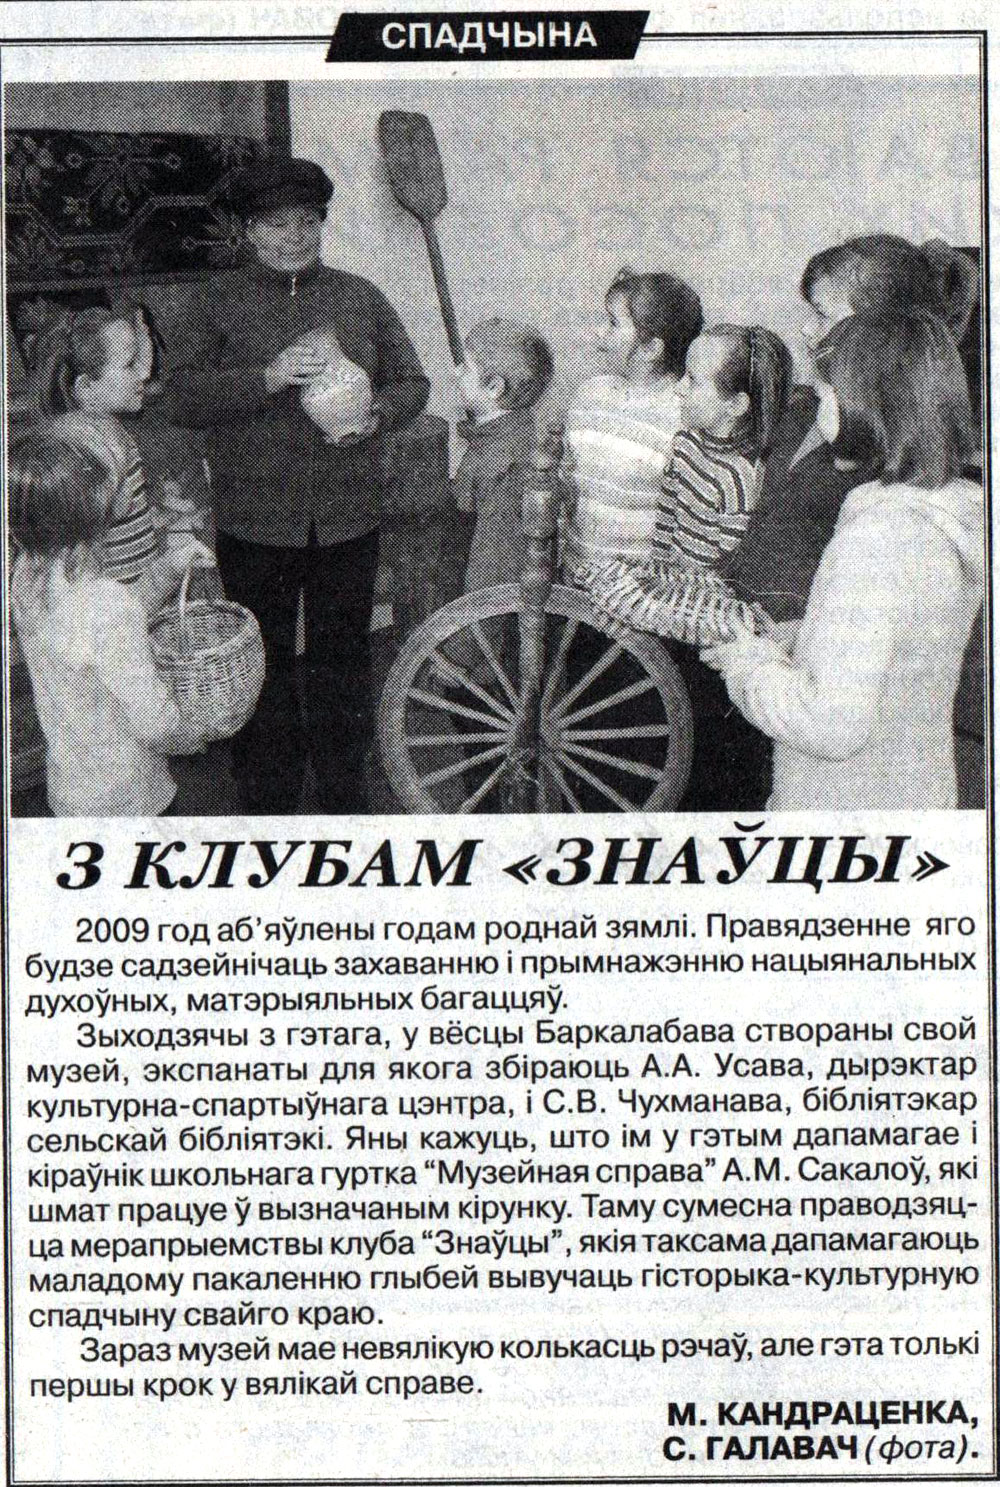 СПАДЧЫНА
З КЛУБАМ «ЗНАЎЦЫ»
2009 год аб’яўлены годам роднай зямлі. Правядзенне яго
будзе садзейнічаць захаванню і прымнажэнню нацыянальных
духоўных, матэрыяльных багаццяў.
Зыходзячы з гэтага, у вёсцы Баркалабава створаны свой
музей, экспанаты для якога збіраюць А.А. Усава, дырэктар
культурна-спартыўнага цэнтра, і С.В. Чухманава, бібліятэкар
сельскай бібліятэкі. Яны кажуць, што ім у гэтым дапамагае і
кіраўнік школьнага гуртка “Музейная справа” А.М. Сакалоў, які
шмат працуе ў вызначаным кірунку. Таму сумесна праводзяц-
ца мерапрыемствы клуба “Знаўцы”, якія таксама дапамагаюць
маладому пакаленню глыбей вывучаць гісторыка-культурную
спадчыну свайго краю.
Зараз музей мае невялікую колькасць рэчаў, але гэта толькі
першы крок у вялікай справе.
М. КАНДРАЦЕНКА,
С. ГАЛАВАЧ (фота).